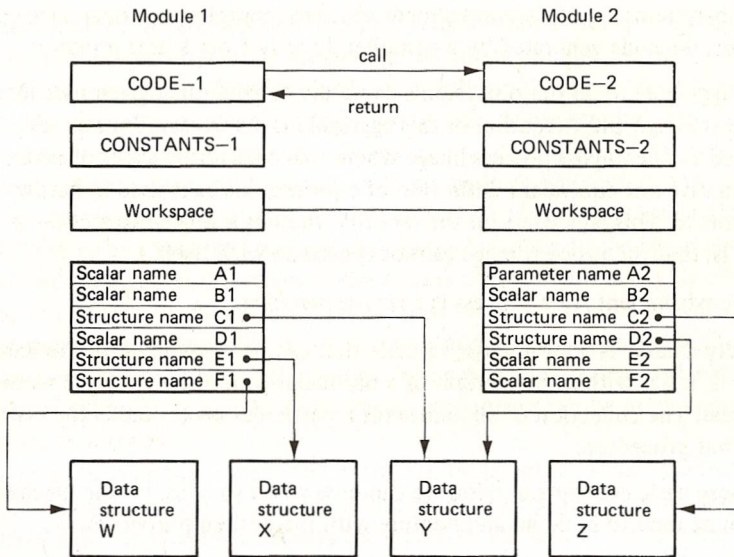 Module 1
Module 2
call
CODE–1
CODE–2
return
CONSTANTS–1
CONSTANTS–2
Workspace
Workspace
Scalar name A1
Scalar name B1
Structure name C1
Scalar name D1
Structure name E1
Structure name F1
Parameter name A2
Scalar name B2
Structure name C2
Structure name D2
Scalar name E2
Scalar name F2
Data
structure
W
Data
structure
X
Data
structure
Y
Data
structure
Z